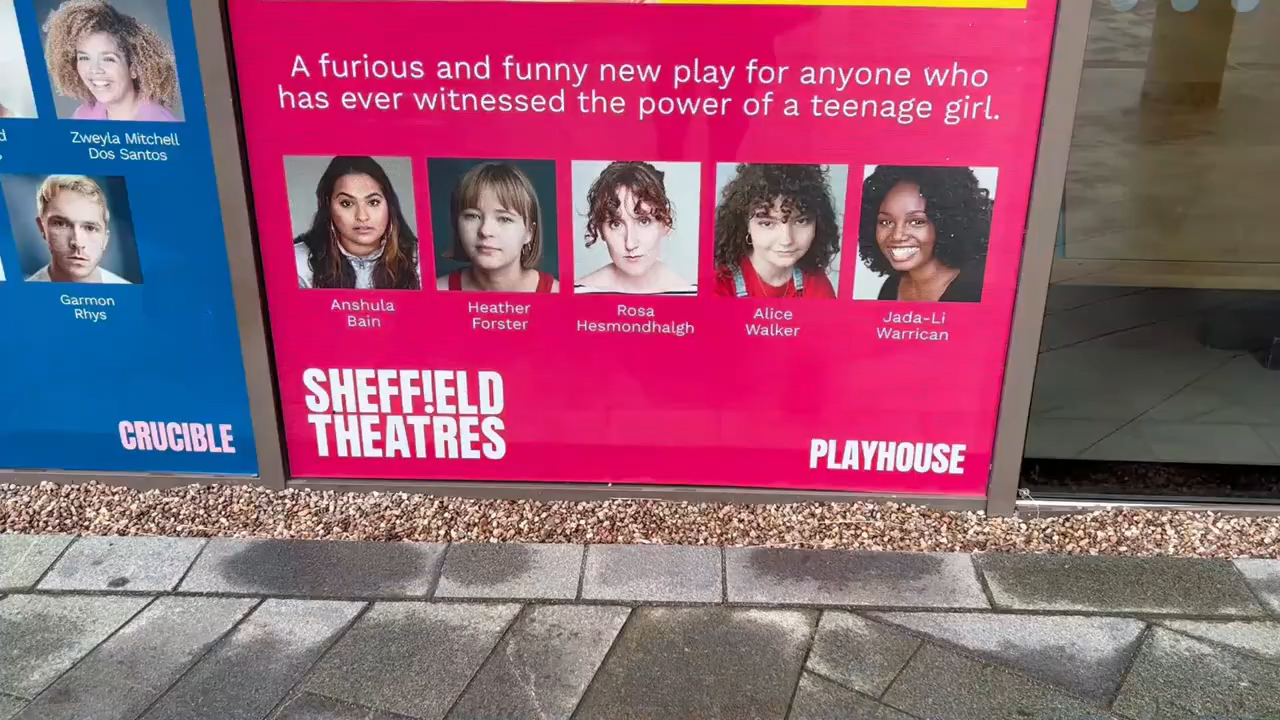 Zweyla Mitchell
Dos Santos
Garmon
Rhys
CRUCIBLE
A furious and funny new play for anyone who
has ever witnessed the power of a teenage girl.
Anshula
Bain
Heather
Forster
Rosa
Hesmondhalgh
Alice
Walker
Jada-Li
Warrican
SHEFF!ELD
THEATRES
PLAYHOUSE